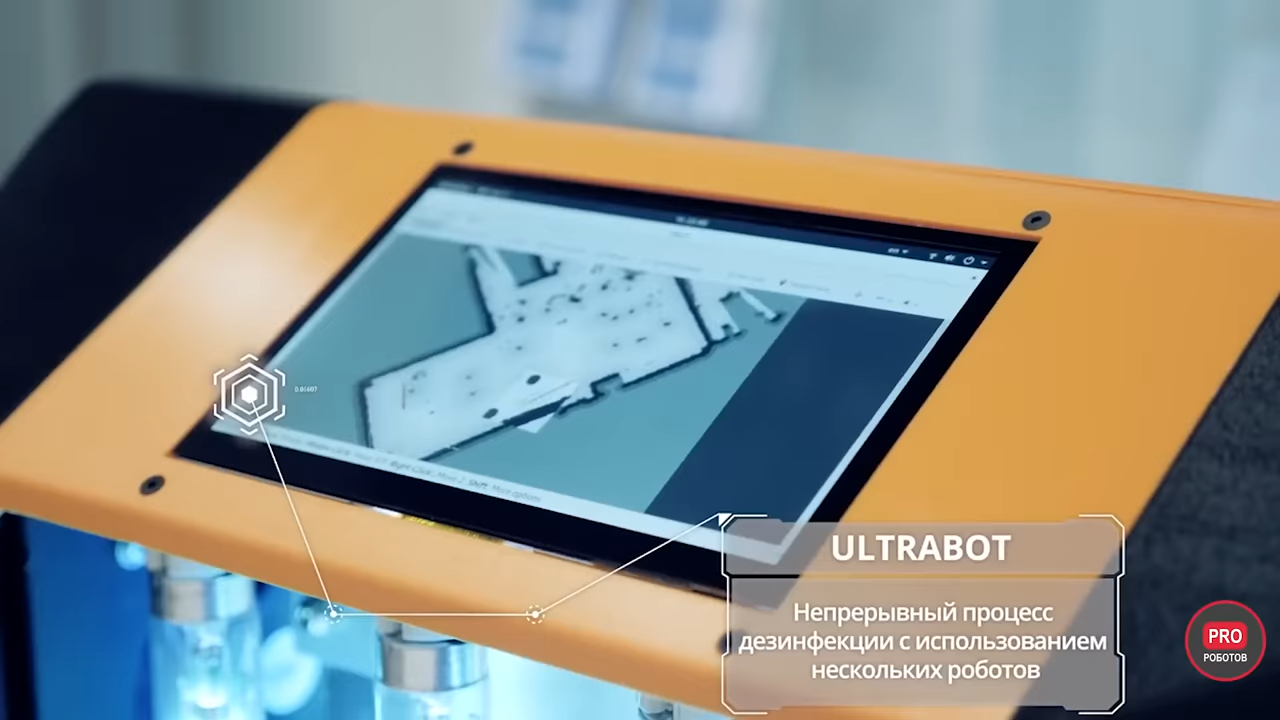 ULTRABOT
Непрерывный процесс
дезинфекции с использованием
нескольких роботов
PRO
РОБОТОВ